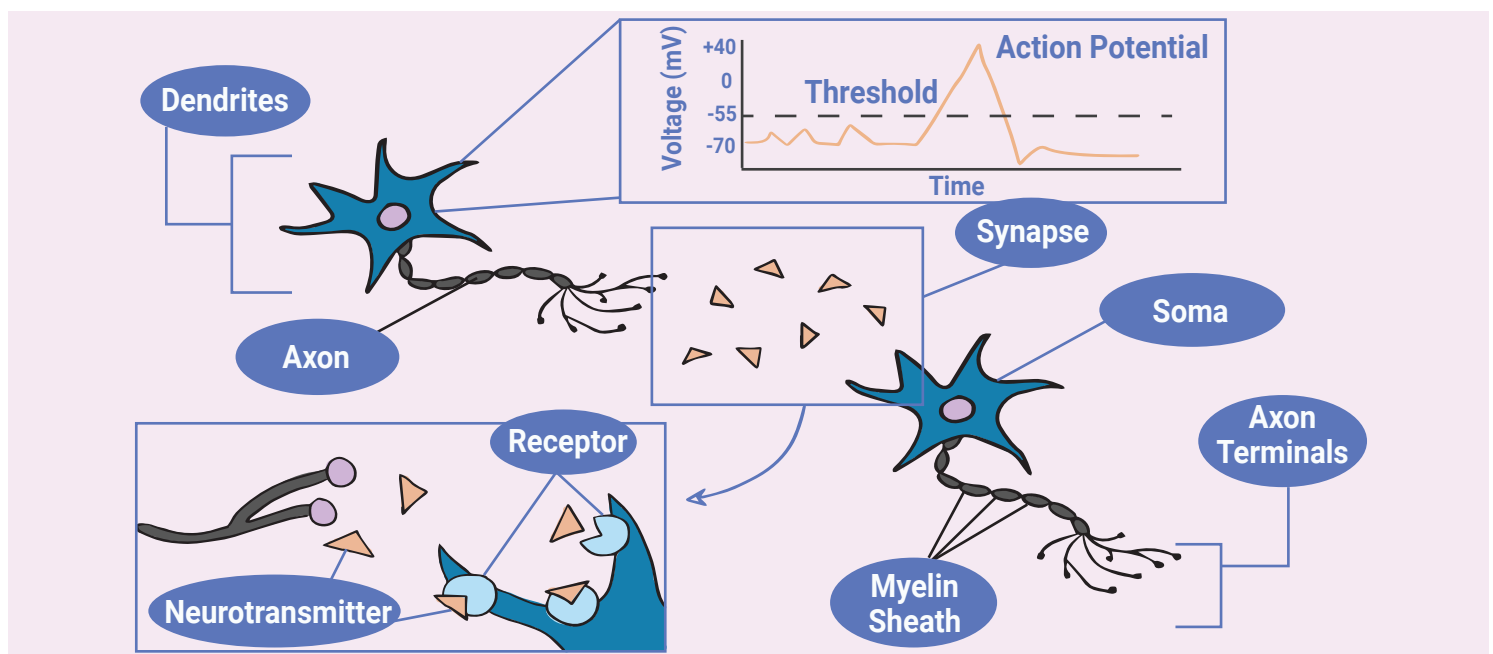 Dendrites
Voltage (mV)
+40
0
-55
-70
Threshold
Action Potential
Time
Synapse
Soma
Axon
Receptor
Axon
Terminals
Neurotransmitter
Myelin
Sheath